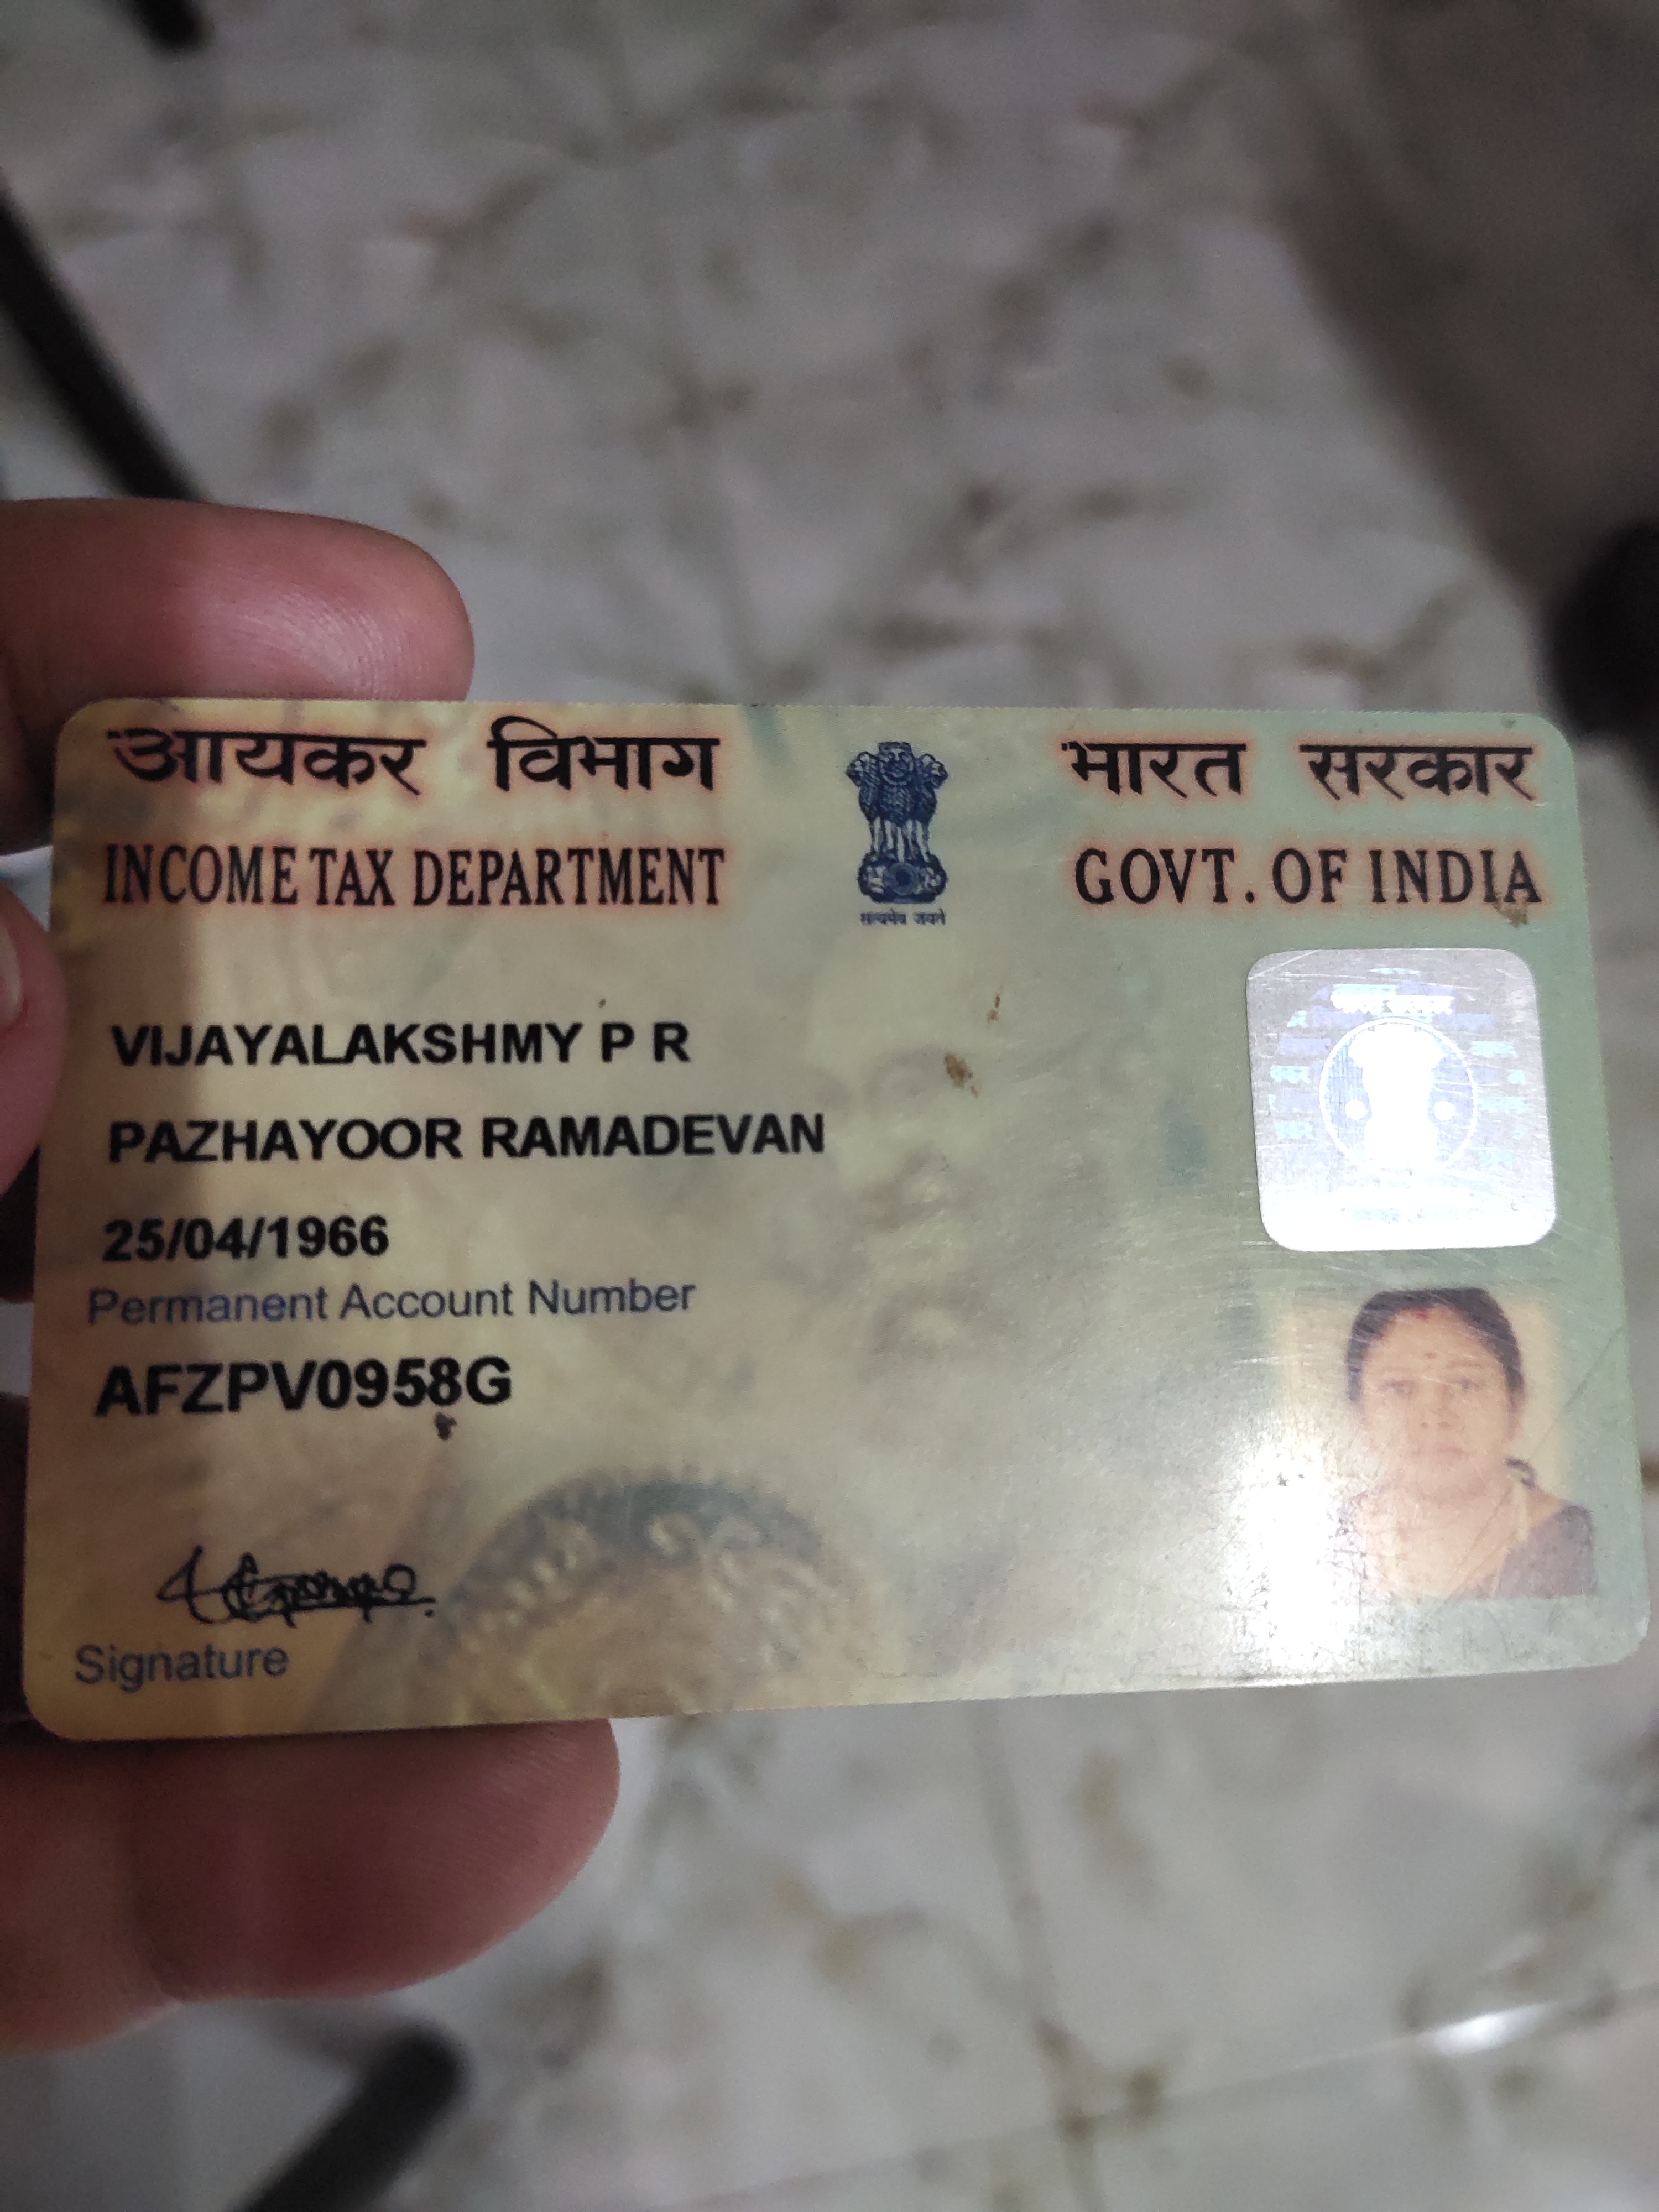 आयकर विभाग
INCOME TAX DEPARTMENT
भारत सरकार
GOVT. OF INDIA
सत्यमेव जयते
VIJAYALAKSHMY P R
PAZHAYOOR RAMADEVAN
25/04/1966
Permanent Account Number
AFZPV0958G
Signature